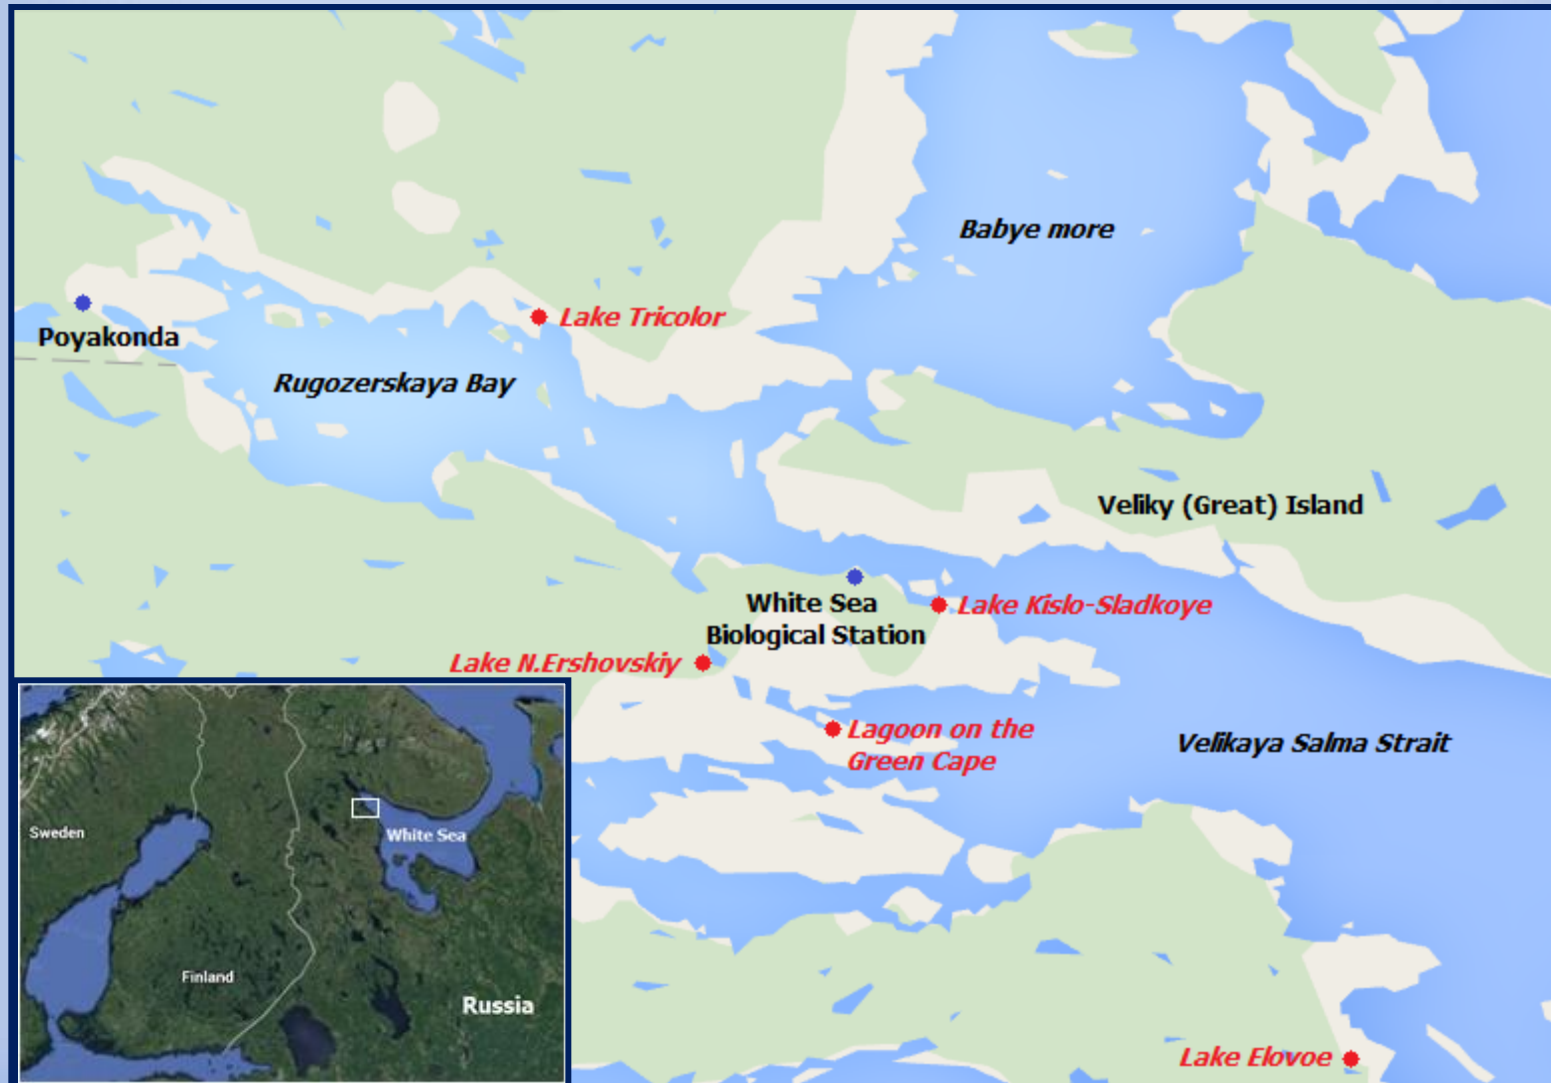 Babye more
Lake Tricolor
Poyakonda
Rugozerskaya Bay
Veliky (Great) Island
White Sea
Biological Station
Lake Kislo-Sladkoye
Lake N.Ershovskiy
Lagoon on the
Green Cape
Velikaya Salma Strait
Sweden
White Sea
Finland
Russia
Lake Elovoe